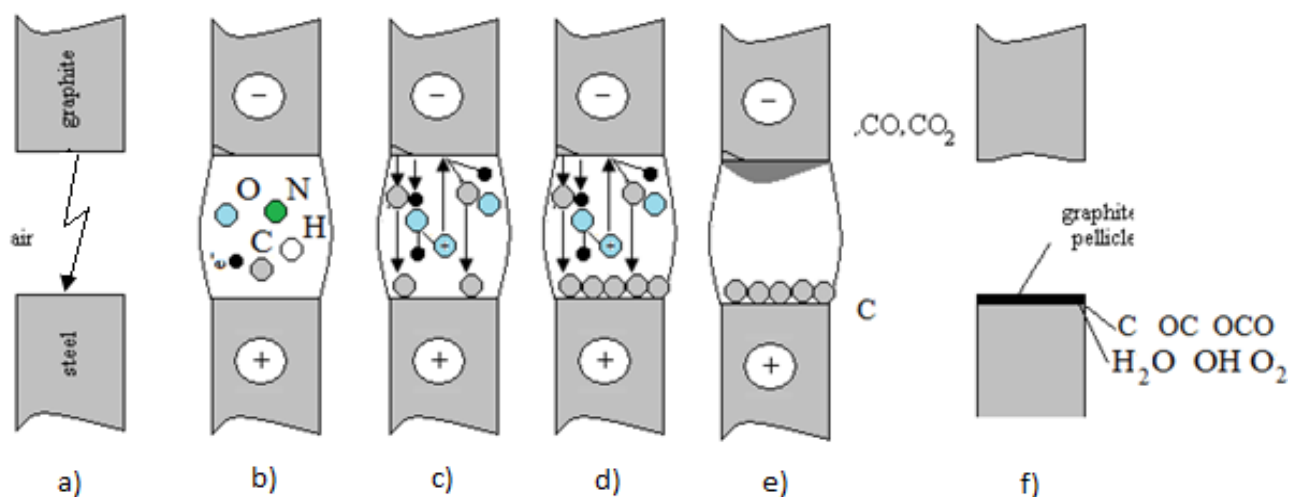 graphite
air
steel
a)
O N
C H
e-
−
+
b)
−
+
+
c)
−
+
+
d)
−
+
C
e)
,CO,CO₂
graphite
pellicle
C OC OCO
H₂O OH O₂
f)